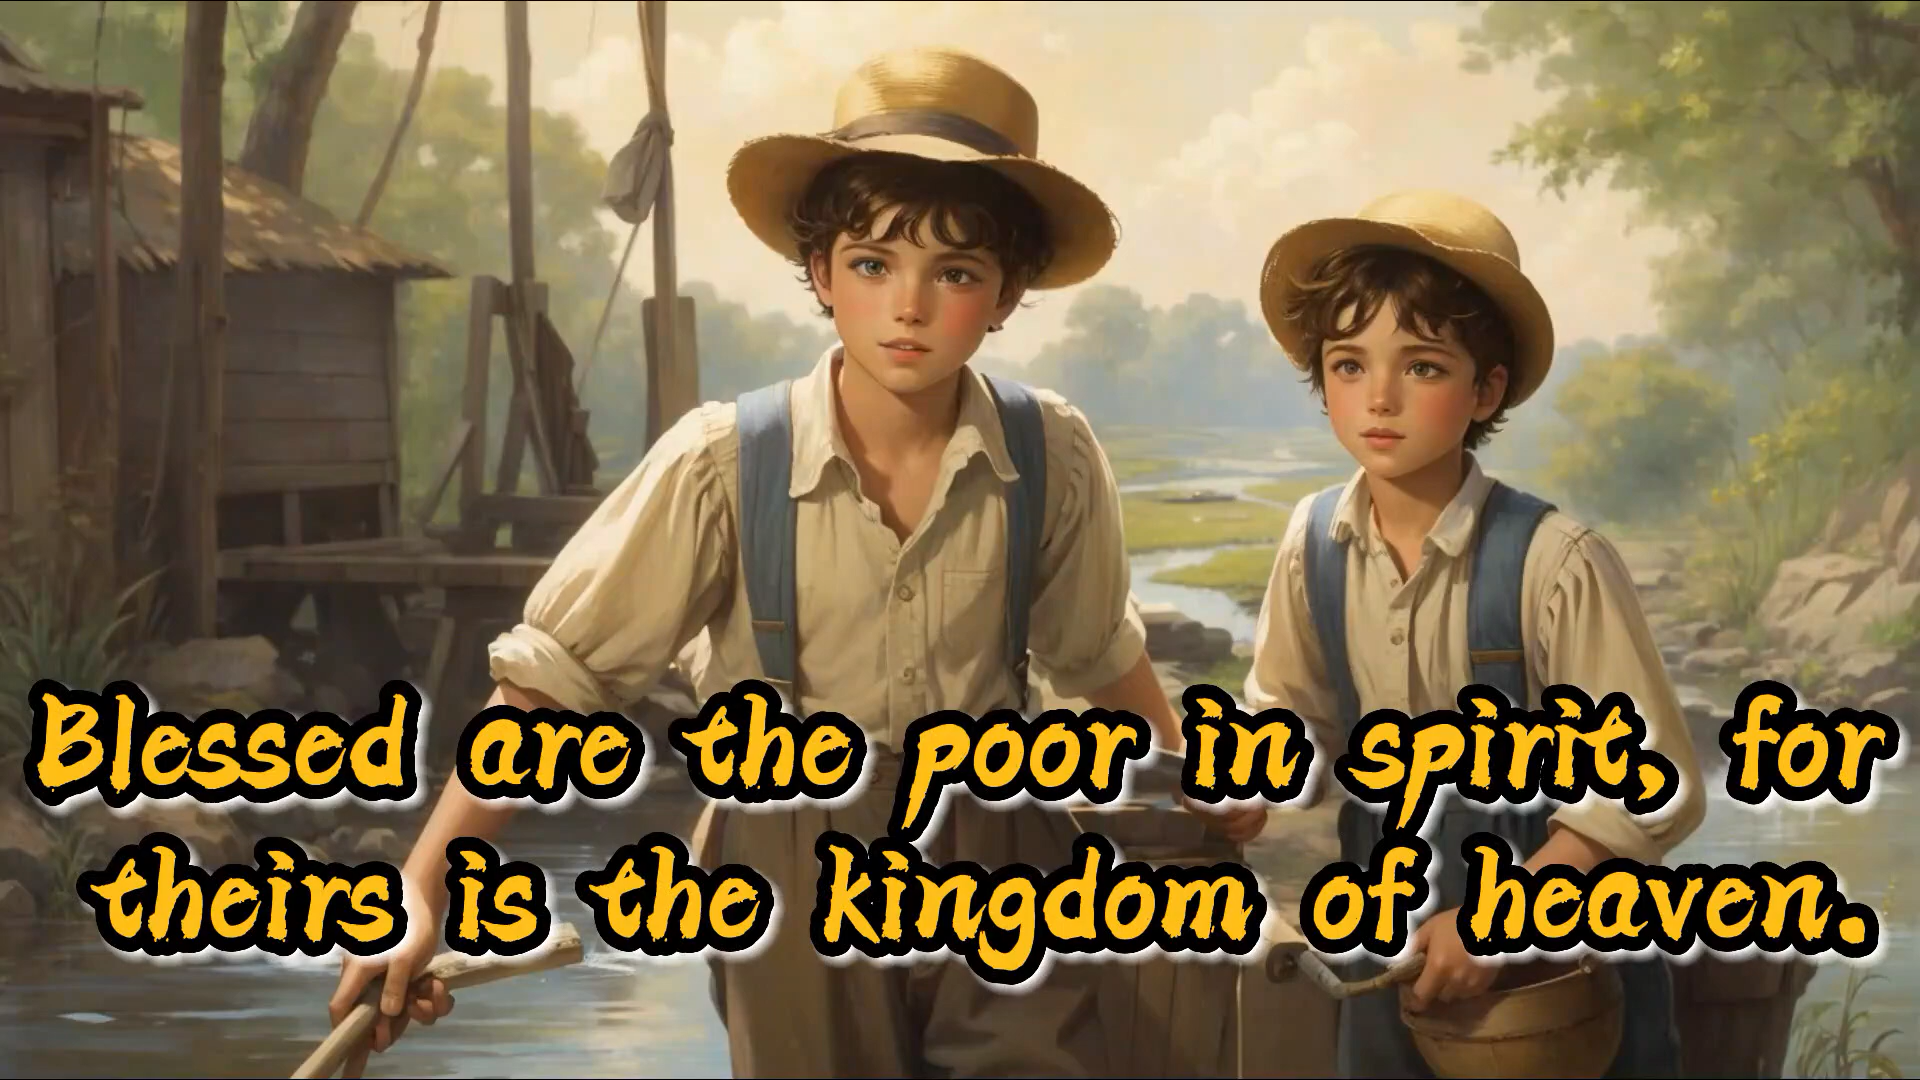 Blessed are the poor in spirit, for
theirs is the kingdom of heaven.